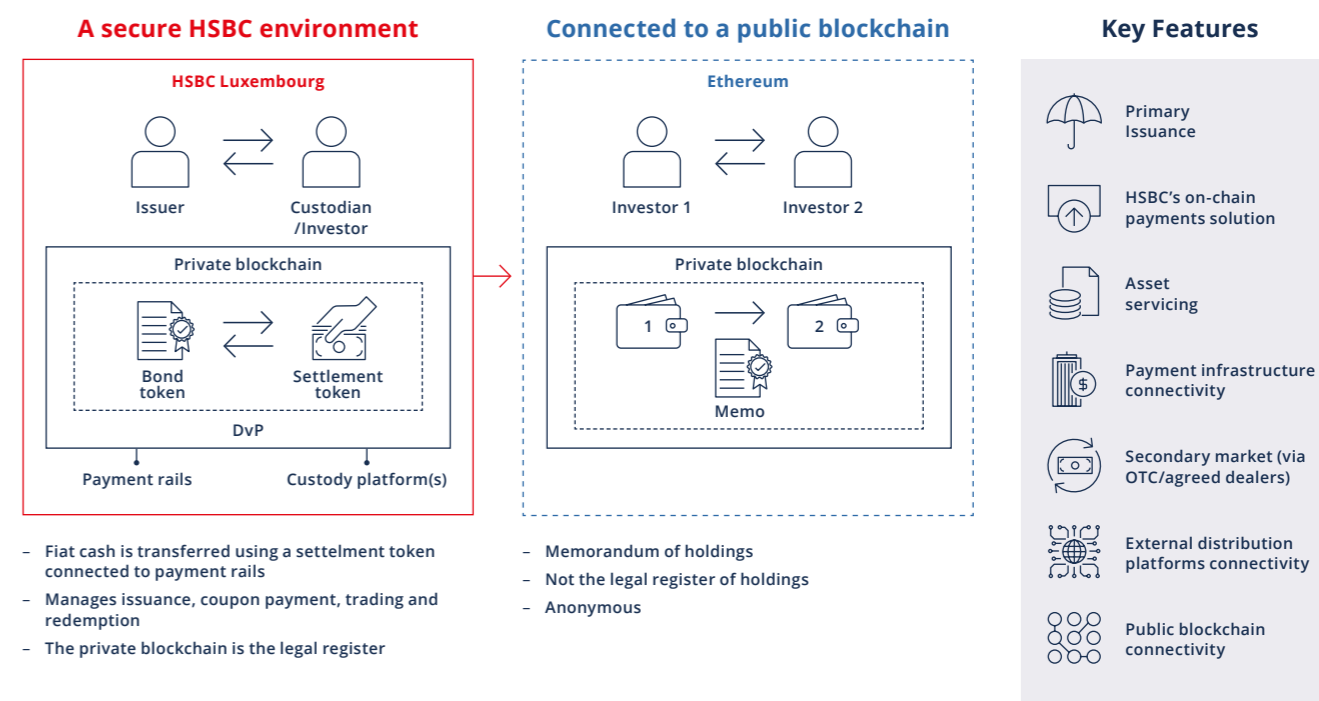 A secure HSBC environment
HSBC Luxembourg
Issuer
Custodian
/Investor
Private blockchain
Bond
token
Settlement
token
DvP
Payment rails
Custody platform(s)
– Fiat cash is transferred using a settelment token
connected to payment rails
– Manages issuance, coupon payment, trading and
redemption
– The private blockchain is the legal register
Connected to a public blockchain
Ethereum
Investor 1
Investor 2
Private blockchain
1
2
Memo
– Memorandum of holdings
– Not the legal register of holdings
– Anonymous
Key Features
Primary
Issuance
HSBC’s on-chain
payments solution
Asset
servicing
$
Payment infrastructure
connectivity
Secondary market (via
OTC/agreed dealers)
External distribution
platforms connectivity
Public blockchain
connectivity